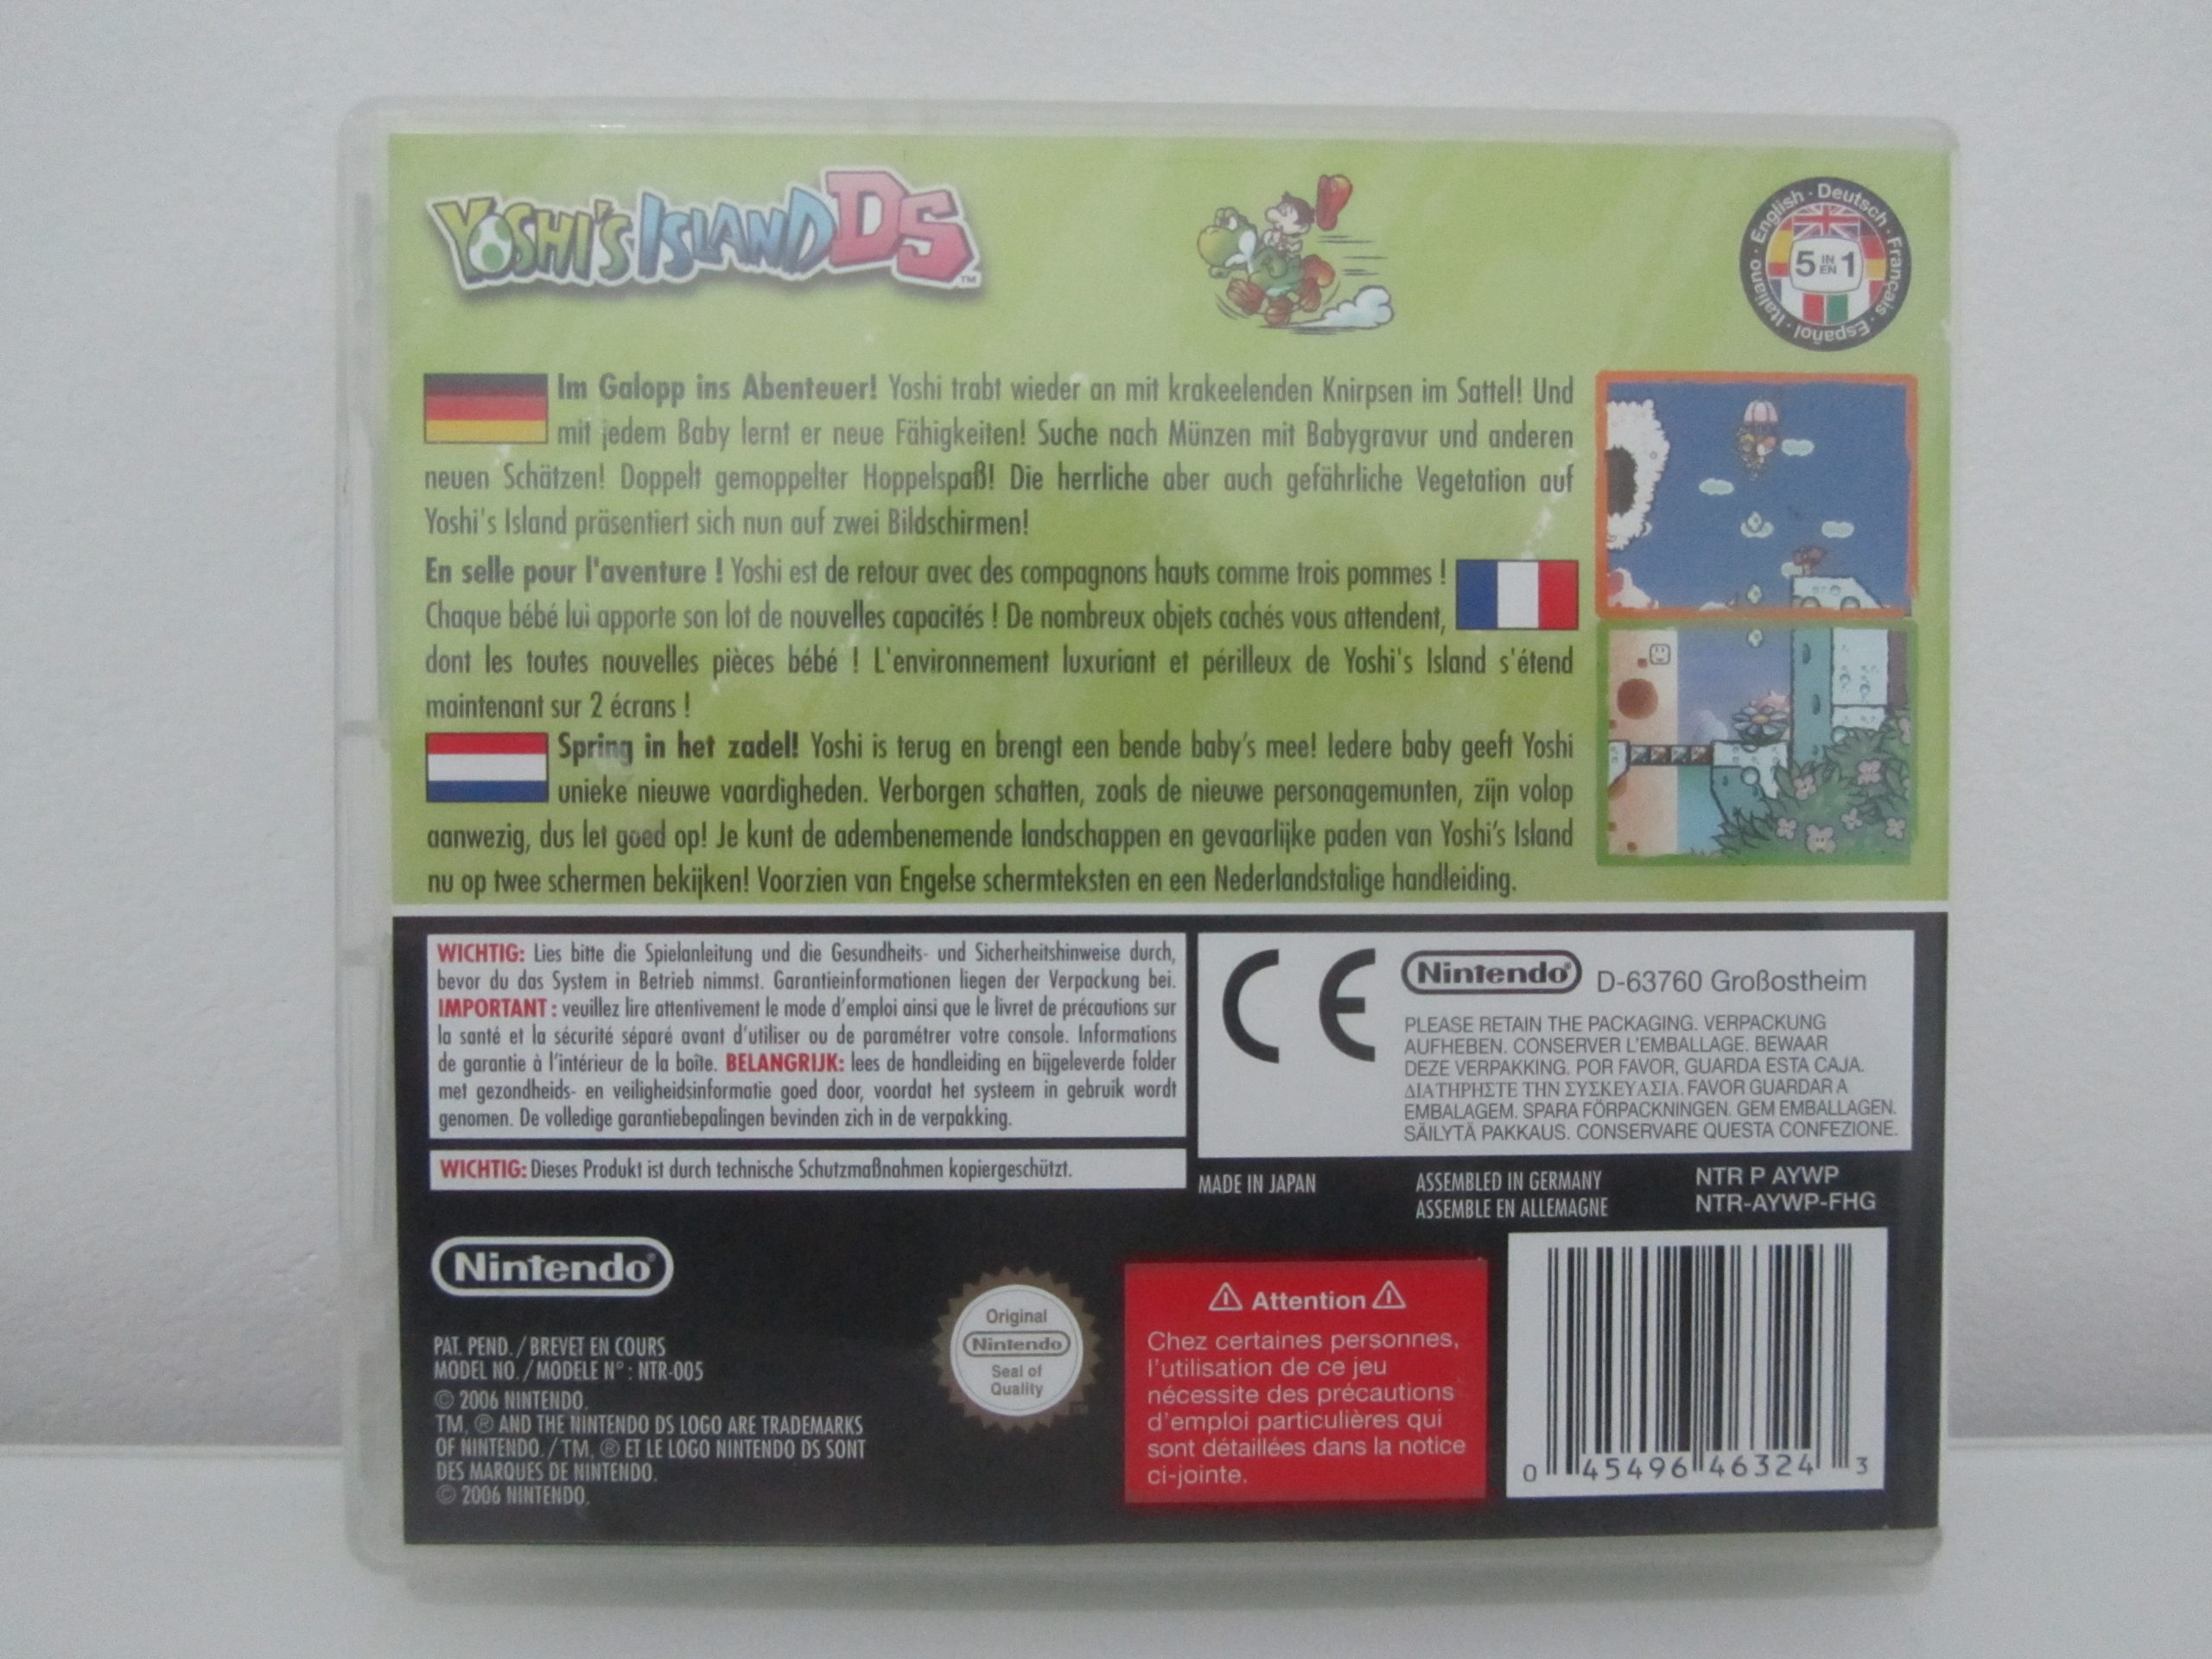 YOSHI'S ISLAND DS™
English · Deutsch · Français · Español · Italiano ·
5 IN EN 1
Im Galopp ins Abenteuer! Yoshi trabt wieder an mit krakeelenden Knirpsen im Sattel! Und
mit jedem Baby lernt er neue Fähigkeiten! Suche nach Münzen mit Babygravur und anderen
neuen Schätzen! Doppelt gemoppelter Hoppelspaß! Die herrliche aber auch gefährliche Vegetation auf
Yoshi's Island präsentiert sich nun auf zwei Bildschirmen!
En selle pour l'aventure ! Yoshi est de retour avec des compagnons hauts comme trois pommes !
Chaque bébé lui apporte son lot de nouvelles capacités ! De nombreux objets cachés vous attendent,
dont les toutes nouvelles pièces bébé ! L'environnement luxuriant et périlleux de Yoshi's Island s'étend
maintenant sur 2 écrans !
Spring in het zadel! Yoshi is terug en brengt een bende baby's mee! Iedere baby geeft Yoshi
unieke nieuwe vaardigheden. Verborgen schatten, zoals de nieuwe personagemunten, zijn volop
aanwezig, dus let goed op! Je kunt de adembenemende landschappen en gevaarlijke paden van Yoshi's Island
nu op twee schermen bekijken! Voorzien van Engelse schermteksten en een Nederlandstalige handleiding.
WICHTIG: Lies bitte die Spielanleitung und die Gesundheits- und Sicherheitshinweise durch,
bevor du das System in Betrieb nimmst. Garantieinformationen liegen der Verpackung bei.
IMPORTANT : veuillez lire attentivement le mode d'emploi ainsi que le livret de précautions sur
la santé et la sécurité séparé avant d'utiliser ou de paramétrer votre console. Informations
de garantie à l'intérieur de la boîte. BELANGRIJK: lees de handleiding en bijgeleverde folder
met gezondheids- en veiligheidsinformatie goed door, voordat het systeem in gebruik wordt
genomen. De volledige garantiebepalingen bevinden zich in de verpakking.
WICHTIG: Dieses Produkt ist durch technische Schutzmaßnahmen kopiergeschützt.
CE
Nintendo® D-63760 Großostheim
PLEASE RETAIN THE PACKAGING. VERPACKUNG
AUFHEBEN. CONSERVER L'EMBALLAGE. BEWAAR
DEZE VERPAKKING. POR FAVOR, GUARDA ESTA CAJA.
ΔΙΑΤΗΡΗΣΤΕ ΤΗΝ ΣΥΣΚΕΥΑΣΙΑ. FAVOR GUARDAR A
EMBALAGEM. SPARA FÖRPACKNINGEN. GEM EMBALLAGEN.
SÄILYTÄ PAKKAUS. CONSERVARE QUESTA CONFEZIONE.
MADE IN JAPAN
ASSEMBLED IN GERMANY
ASSEMBLE EN ALLEMAGNE
NTR P AYWP
NTR-AYWP-FHG
Nintendo®
PAT. PEND. / BREVET EN COURS
MODEL NO. / MODELE N° : NTR-005
© 2006 NINTENDO.
TM, ® AND THE NINTENDO DS LOGO ARE TRADEMARKS
OF NINTENDO. / TM, ® ET LE LOGO NINTENDO DS SONT
DES MARQUES DE NINTENDO.
© 2006 NINTENDO.
Original
Nintendo
Seal of
Quality
TM
⚠ Attention ⚠
Chez certaines personnes,
l'utilisation de ce jeu
nécessite des précautions
d'emploi particulières qui
sont détaillées dans la notice
ci-jointe.
0 45496 46324 3